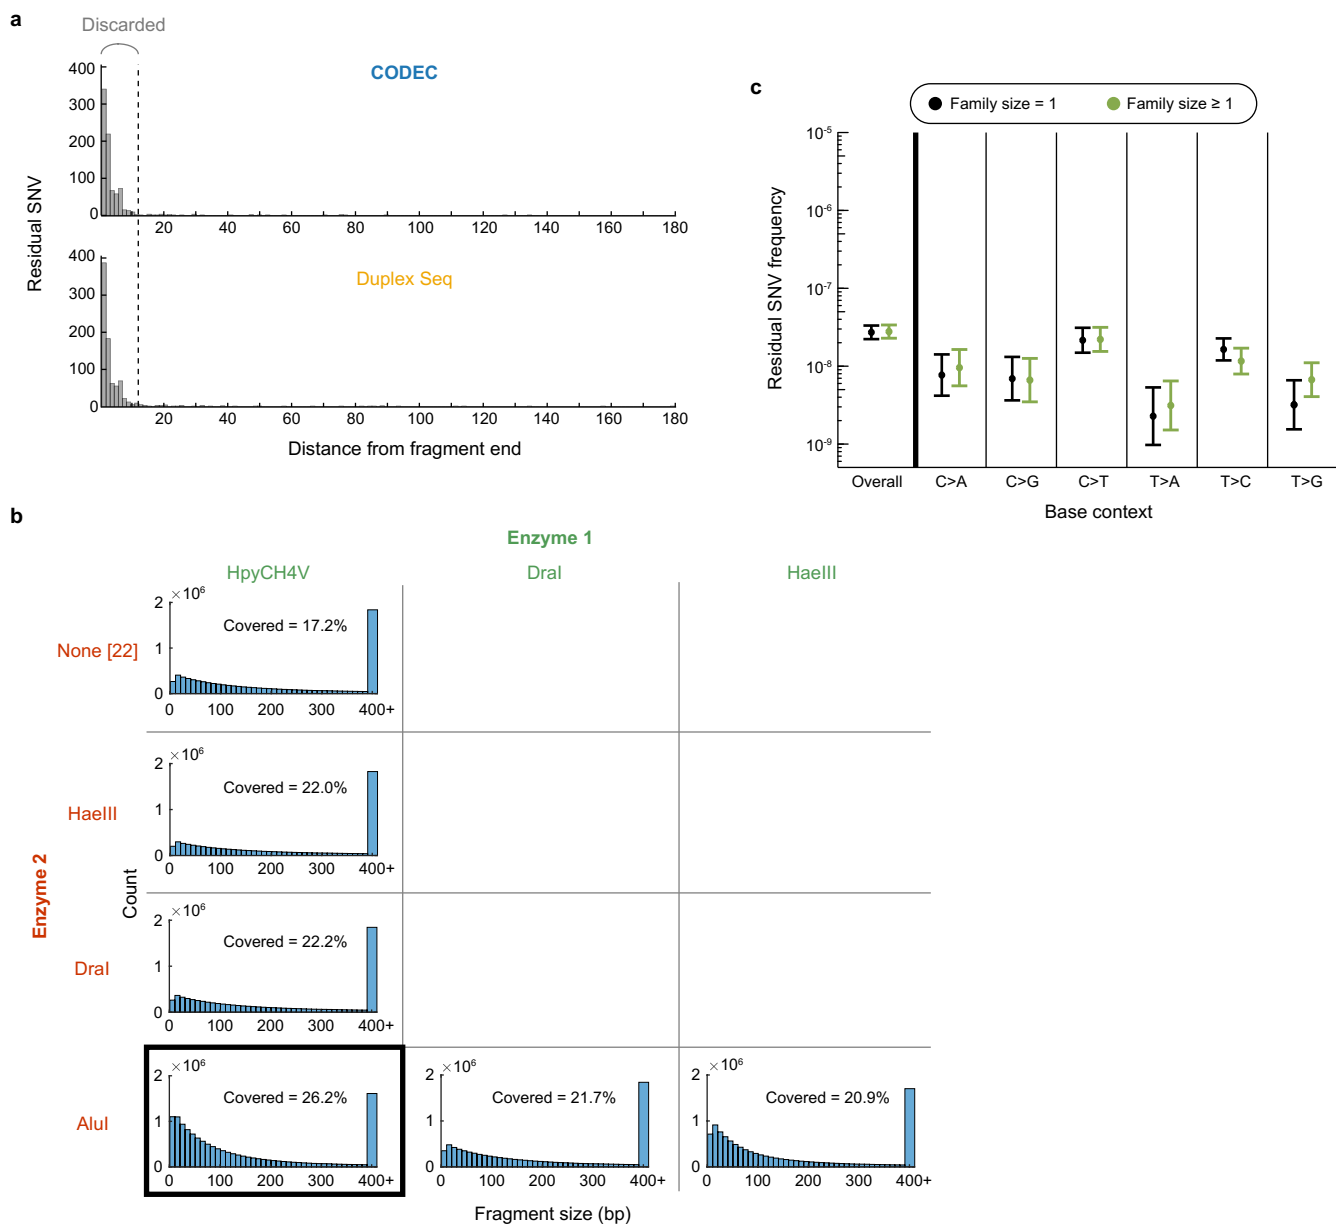 a
Discarded
CODEC
400
300
200
100
0
20 40 60 80 100 120 140 160 180
Residual SNV
Duplex Seq
400
300
200
100
0
20 40 60 80 100 120 140 160 180
Distance from fragment end
c
Family size = 1 Family size ≥ 1
Residual SNV frequency
10⁻⁵
10⁻⁶
10⁻⁷
10⁻⁸
10⁻⁹
Overall C>A C>G C>T T>A T>C T>G
Base context
b
Enzyme 1
HpyCH4V DraI HaeIII
Enzyme 2
Count
None [22]
×10⁶
Covered = 17.2%
2
1
0
0 100 200 300 400+
HaeIII
×10⁶
Covered = 22.0%
2
1
0
0 100 200 300 400+
DraI
×10⁶
Covered = 22.2%
2
1
0
0 100 200 300 400+
AluI
×10⁶
Covered = 26.2%
2
1
0
0 100 200 300 400+
×10⁶
Covered = 21.7%
2
1
0
0 100 200 300 400+
×10⁶
Covered = 20.9%
2
1
0
0 100 200 300 400+
Fragment size (bp)